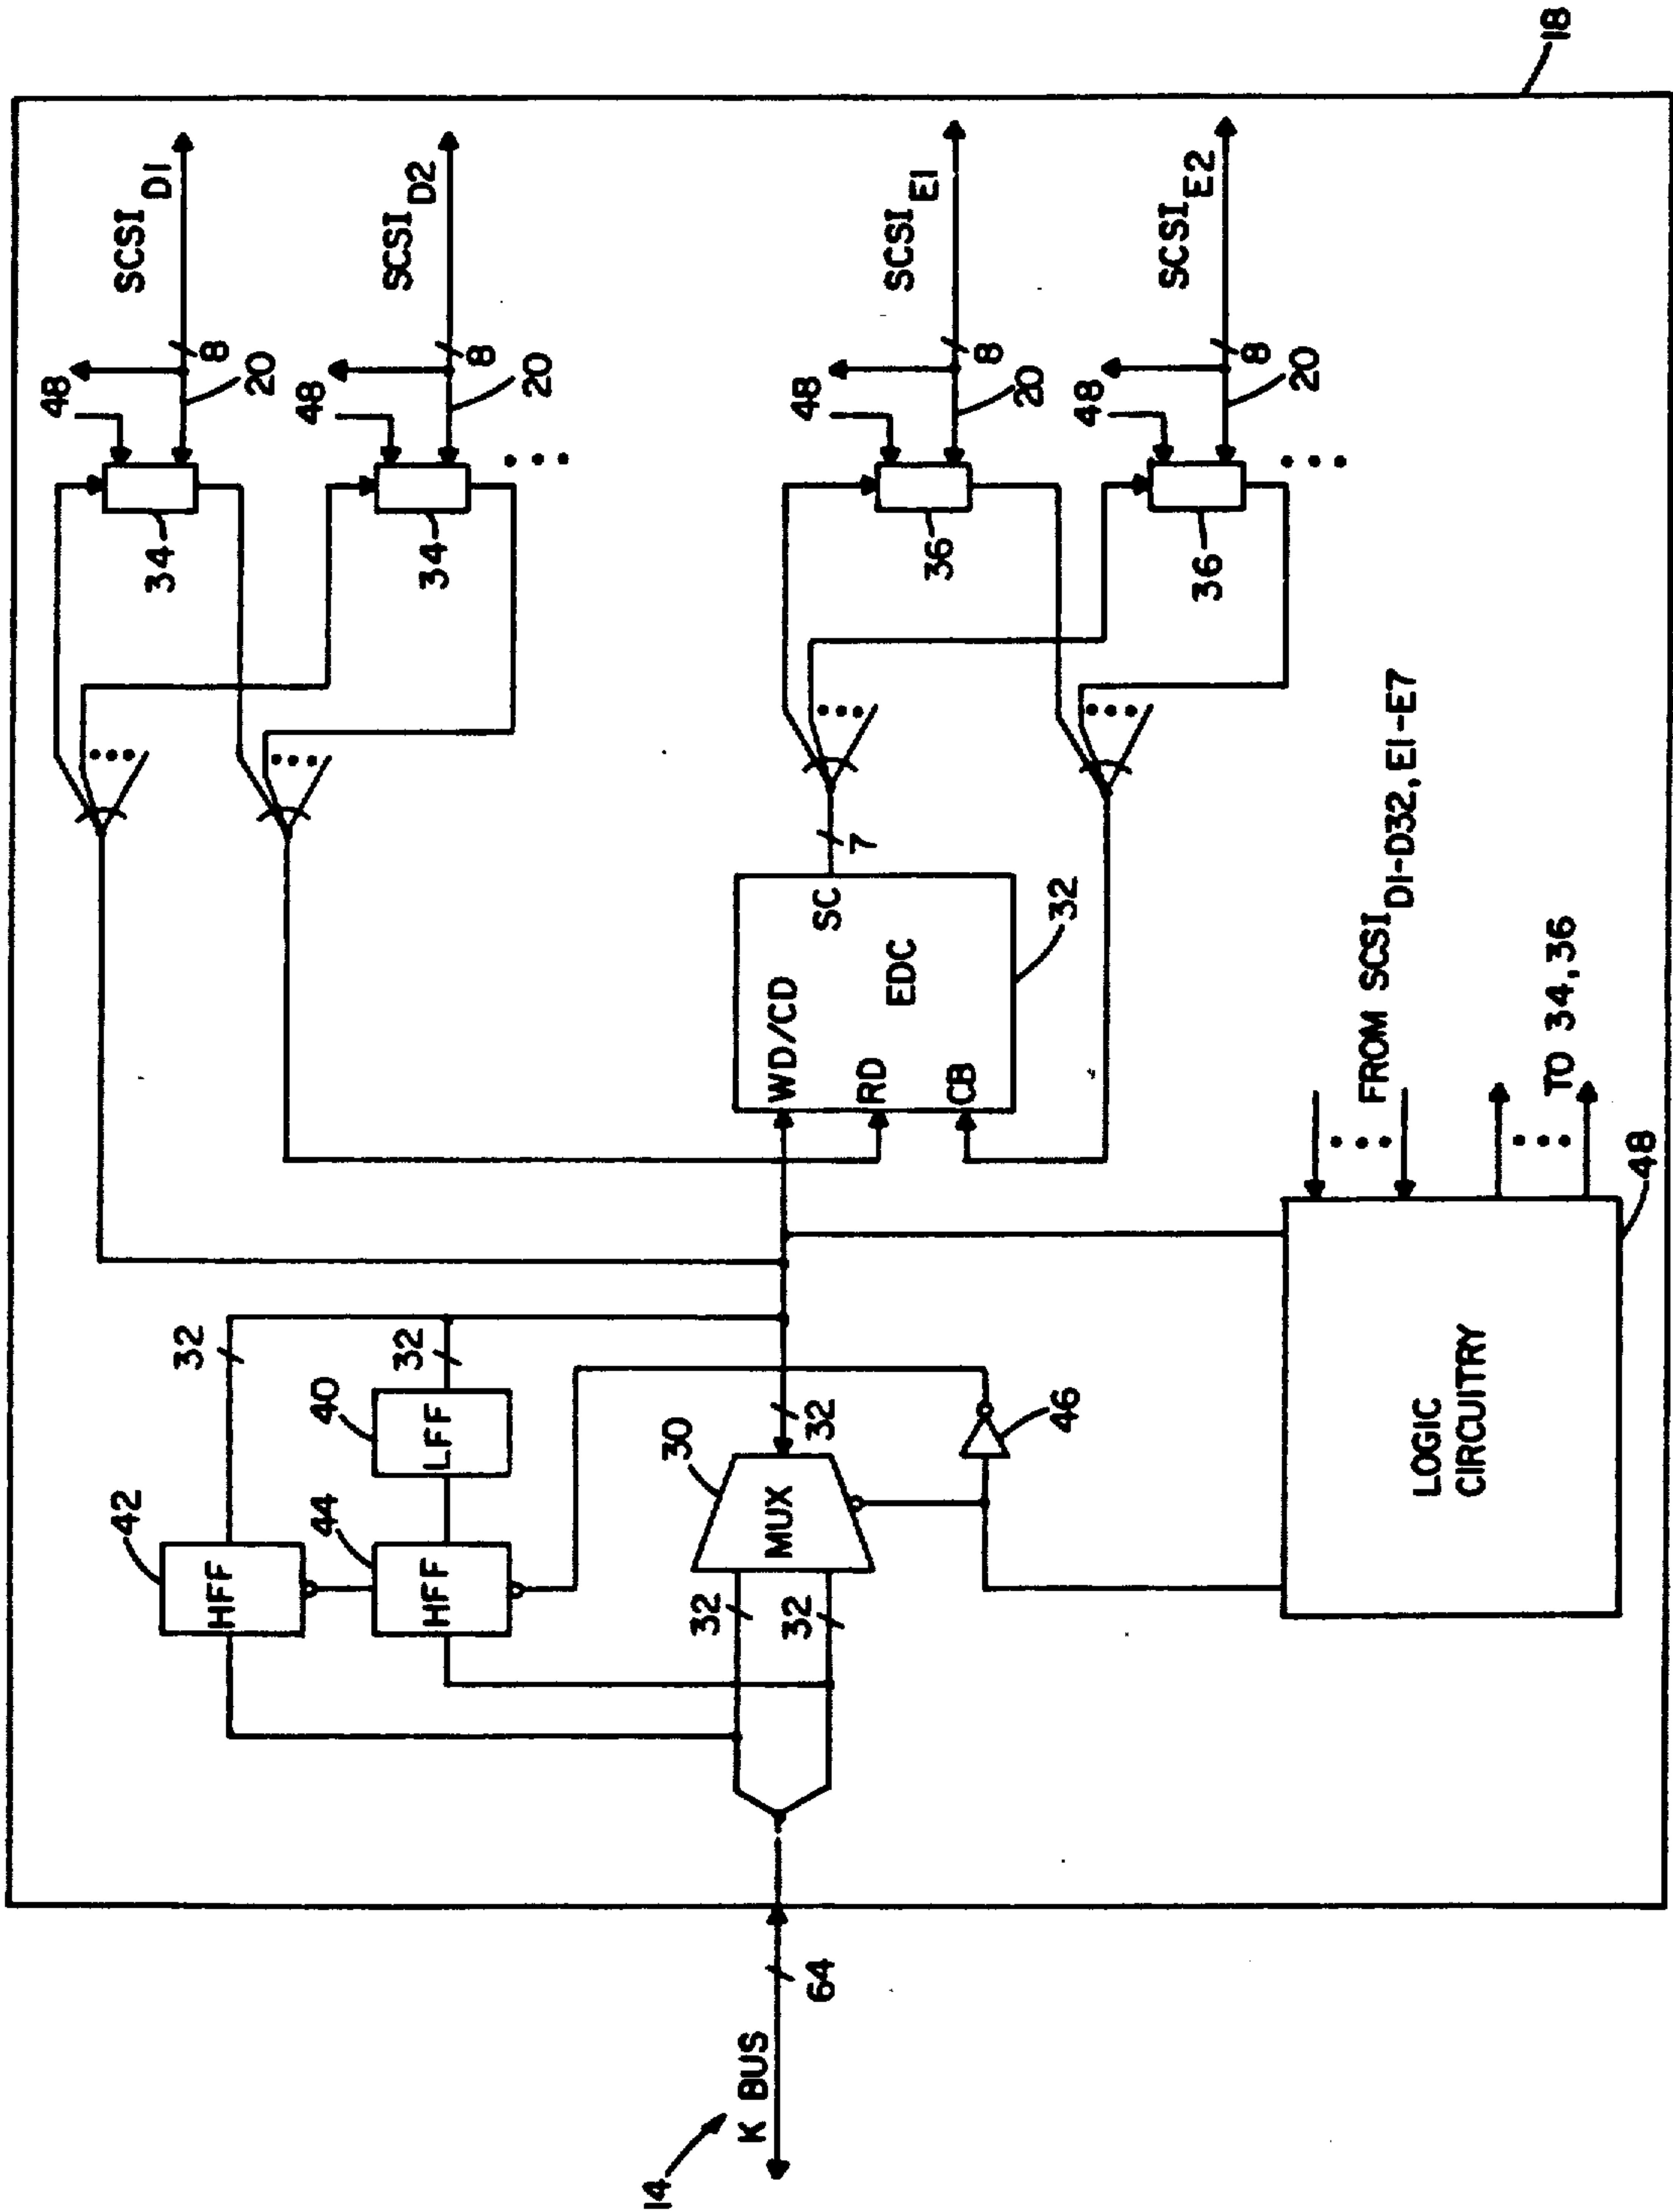 14
K BUS
64
42
HFF
32
44
HFF
40
LFF
32
30
MUX
32
32
32
46
LOGIC
CIRCUITRY
48
FROM SCSI D1-D32, E1-E7
TO 34, 36
WD/CD
RD
CB
SC
EDC
32
7
34
48
SCSI D1
8
20
34
48
SCSI D2
8
20
36
48
SCSI E1
8
20
36
48
SCSI E2
8
20
18